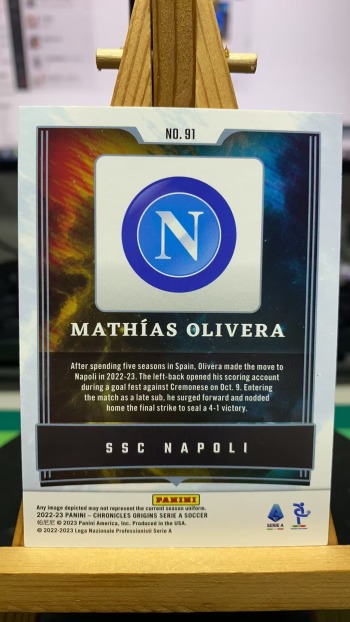 NO. 91
N
MATHÍAS OLIVERA
After spending five seasons in Spain, Olivera made the move to
Napoli in 2022-23. The left-back opened his scoring account
during a goal fest against Cremonese on Oct. 9. Entering
the match as a late sub, he surged forward and nodded
home the final strike to seal a 4-1 victory.
SSC NAPOLI
PANINI
Any image depicted may not represent the current season uniform.
2022-23 PANINI – CHRONICLES ORIGINS SERIE A SOCCER
帕尼尼 © 2023 Panini America, Inc. Produced in the USA.
© 2022-2023 Lega Nazionale Professionisti Serie A
SERIE A